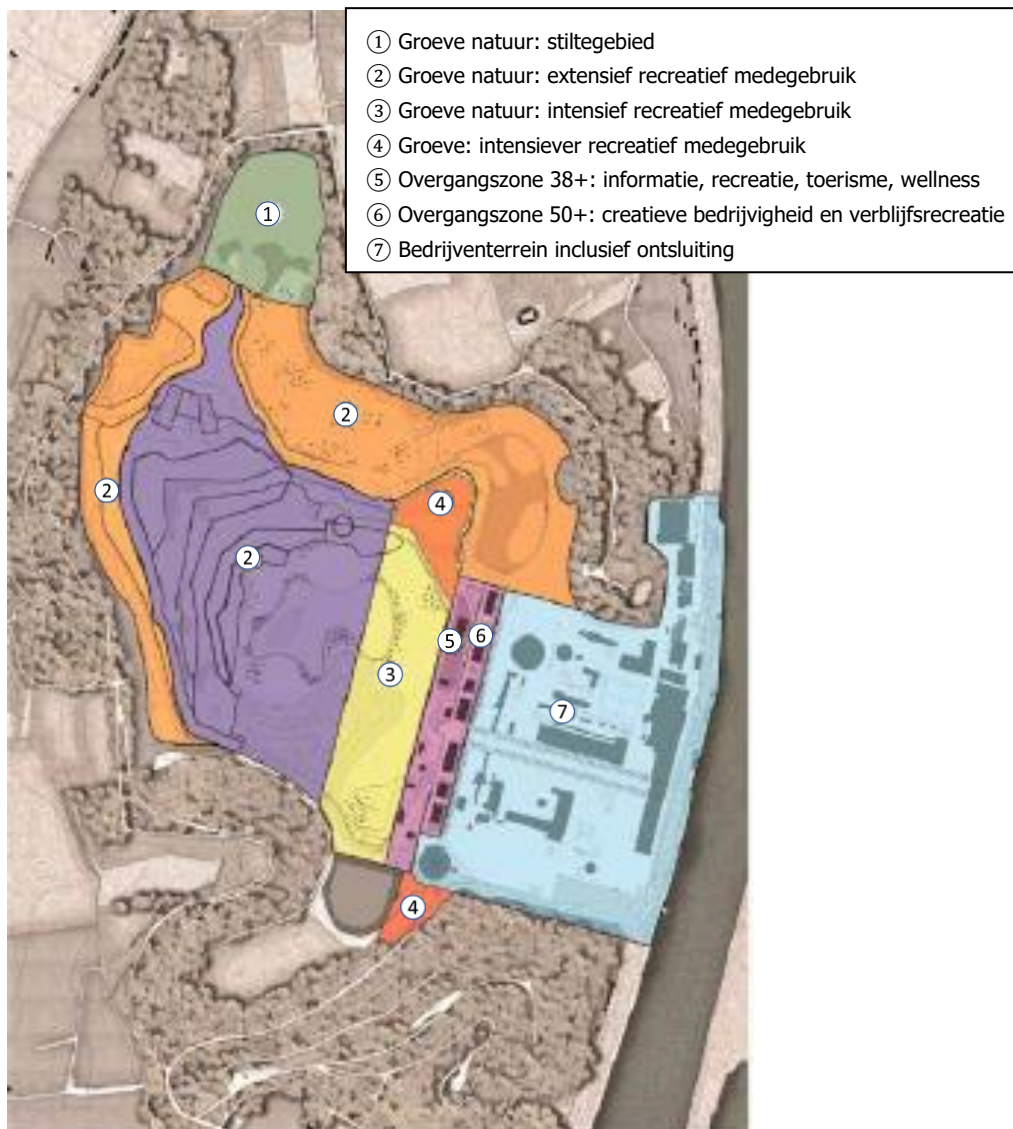 ① Groeve natuur: stiltegebied
② Groeve natuur: extensief recreatief medegebruik
③ Groeve natuur: intensief recreatief medegebruik
④ Groeve: intensiever recreatief medegebruik
⑤ Overgangszone 38+: informatie, recreatie, toerisme, wellness
⑥ Overgangszone 50+: creatieve bedrijvigheid en verblijfsrecreatie
⑦ Bedrijventerrein inclusief ontsluiting
①
②
②
④
②
⑤ ⑥
③
⑦
④